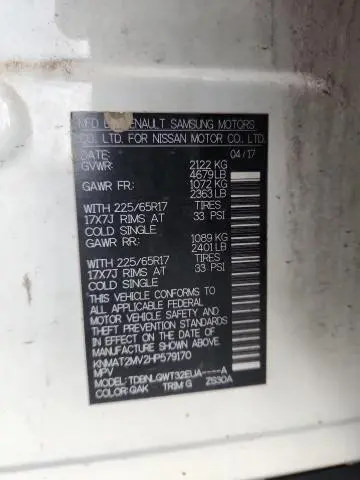 MFD BY RENAULT SAMSUNG MOTORS
CO. LTD. FOR NISSAN MOTOR CO. LTD.
DATE: 04/17
GVWR: 2122 KG
4679 LB
GAWR FR: 1072 KG
2363 LB
WITH 225/65R17 TIRES
17X7J RIMS AT 33 PSI
COLD SINGLE
GAWR RR: 1089 KG
2401 LB
WITH 225/65R17 TIRES
17X7J RIMS AT 33 PSI
COLD SINGLE
THIS VEHICLE CONFORMS TO
ALL APPLICABLE FEDERAL
MOTOR VEHICLE SAFETY AND
THEFT PREVENTION STANDARDS
IN EFFECT ON THE DATE OF
MANUFACTURE SHOWN ABOVE.
KNMAT2MV2HP579170
MPV
MODEL: TDBNLQWT32EUA----A
COLOR: GAK TRIM G ZS30A